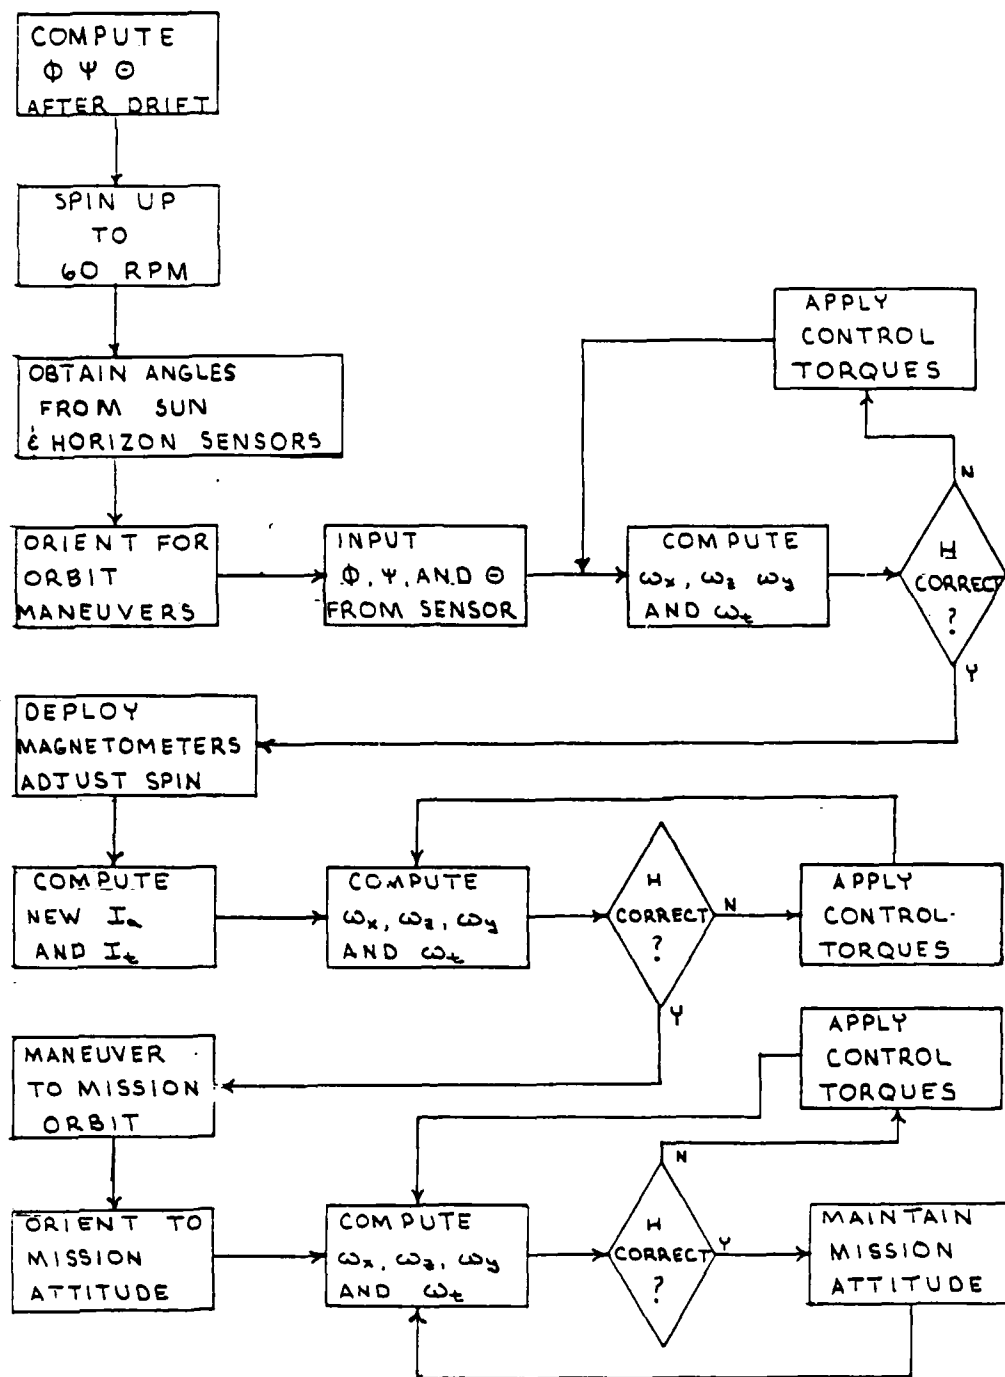 COMPUTE
Φ Ψ Θ
AFTER DRIFT
SPIN UP
TO
60 RPM
OBTAIN ANGLES
FROM SUN
& HORIZON SENSORS
ORIENT FOR
ORBIT
MANEUVERS
INPUT
Φ, Ψ, AND Θ
FROM SENSOR
COMPUTE
ωx, ωz ωy
AND ωt
H
CORRECT
?
N
Y
APPLY
CONTROL
TORQUES
DEPLOY
MAGNETOMETERS
ADJUST SPIN
COMPUTE
NEW Ia
AND It
COMPUTE
ωx, ωz, ωy
AND ωt
H
CORRECT
?
N
Y
APPLY
CONTROL-
TORQUES
MANEUVER
TO MISSION
ORBIT
ORIENT TO
MISSION
ATTITUDE
COMPUTE
ωx, ωz, ωy
AND ωt
H
CORRECT
?
N
Y
APPLY
CONTROL
TORQUES
MAINTAIN
MISSION
ATTITUDE